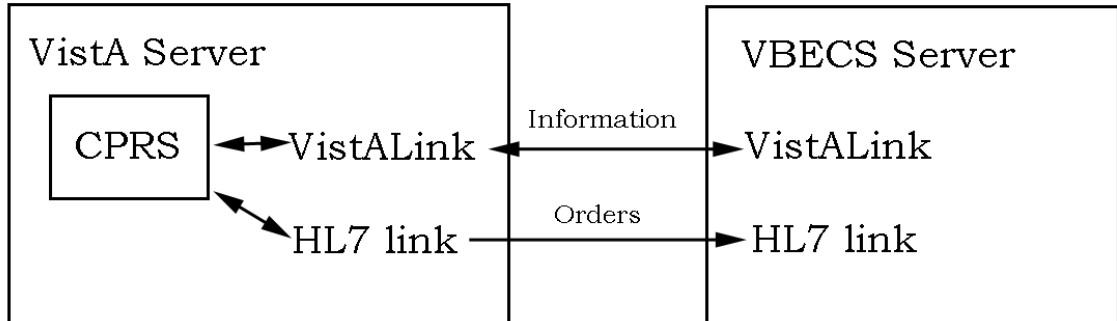 VistA Server
VBECS Server
Information
CPRS
VistALink
VistALink
Orders
HL7 link
HL7 link